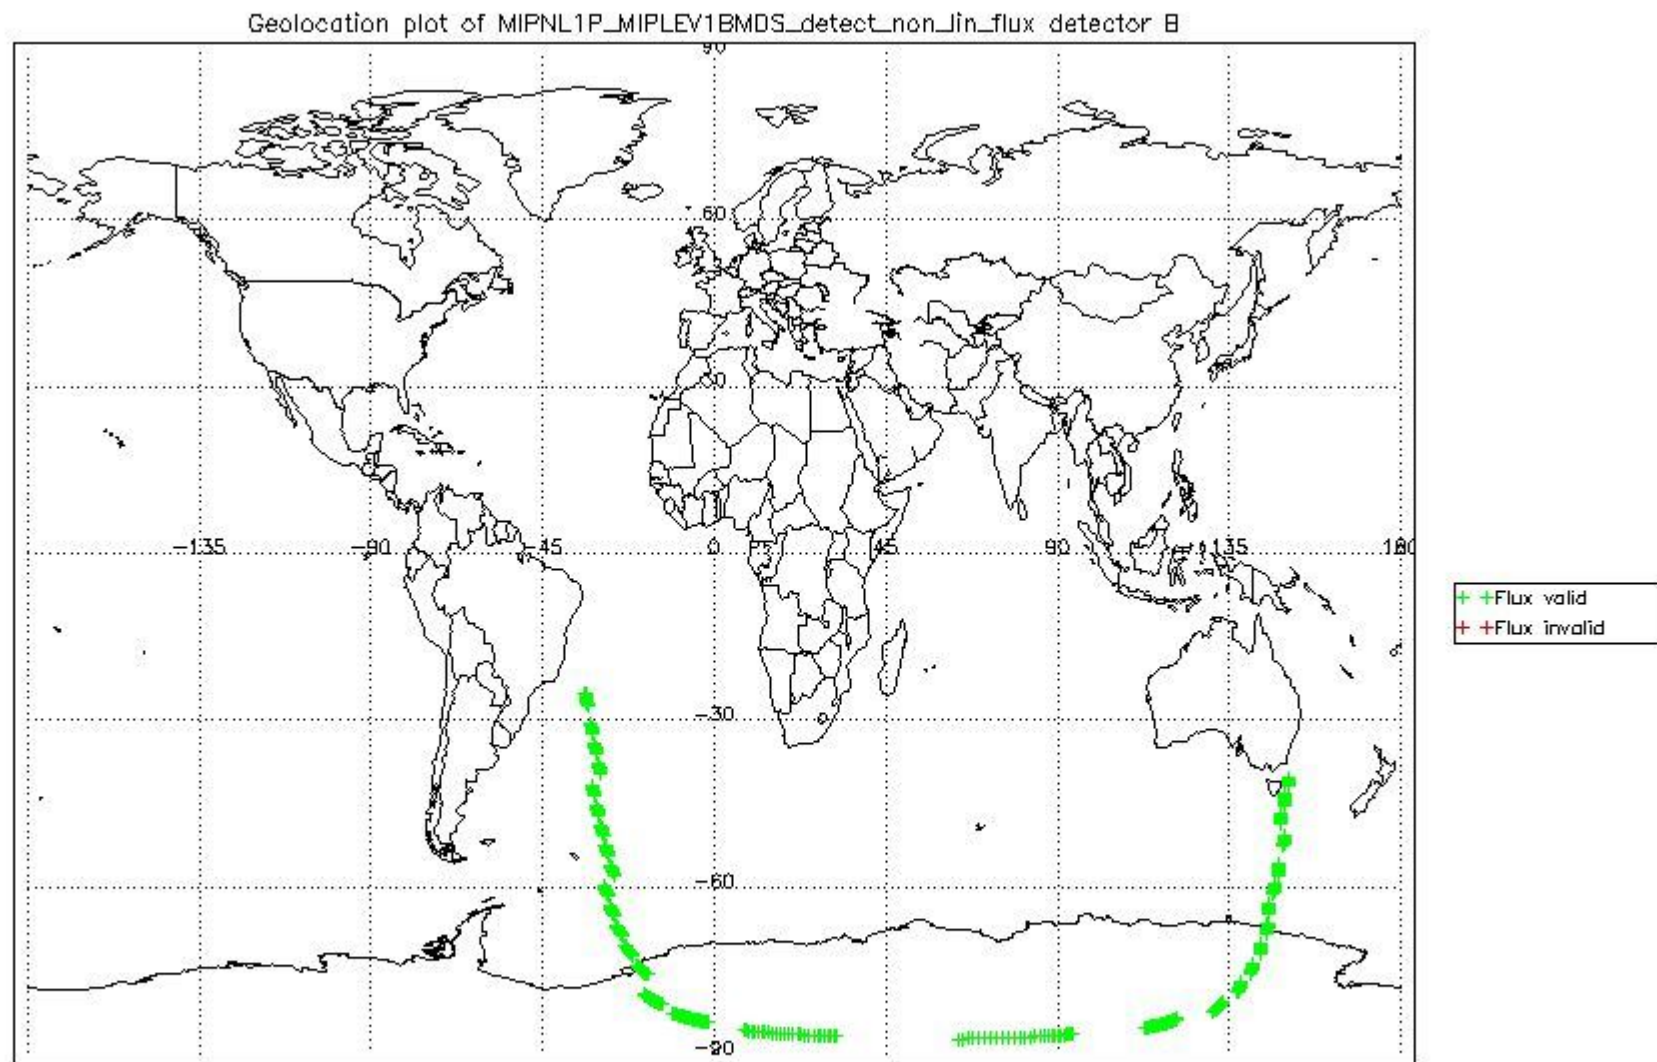 Geolocation plot of MIPNL1P_MIPLEV1BMDS_detect_non_lin_flux detector B
90
60
30
-135 -90 -45 0 45 90 135 180
+ +Flux valid
+ +Flux invalid
-30
-60
-90